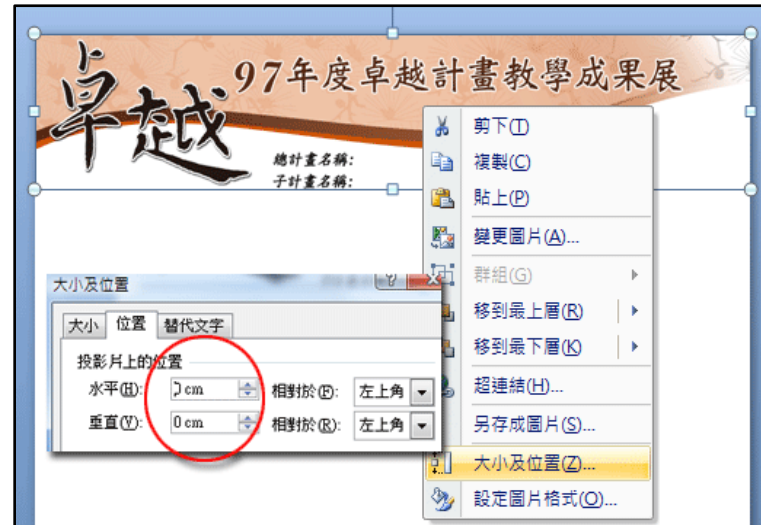 卓越
97年度卓越計畫教學成果展
總計畫名稱:
子計畫名稱:
剪下(T)
複製(C)
貼上(P)
變更圖片(A)...
群組(G)
移到最上層(R)
移到最下層(K)
超連結(H)...
另存成圖片(S)...
大小及位置(Z)...
設定圖片格式(O)...
大小及位置
大小 位置 替代文字
投影片上的位置
水平(H): 0 cm 相對於(F): 左上角
垂直(V): 0 cm 相對於(R): 左上角